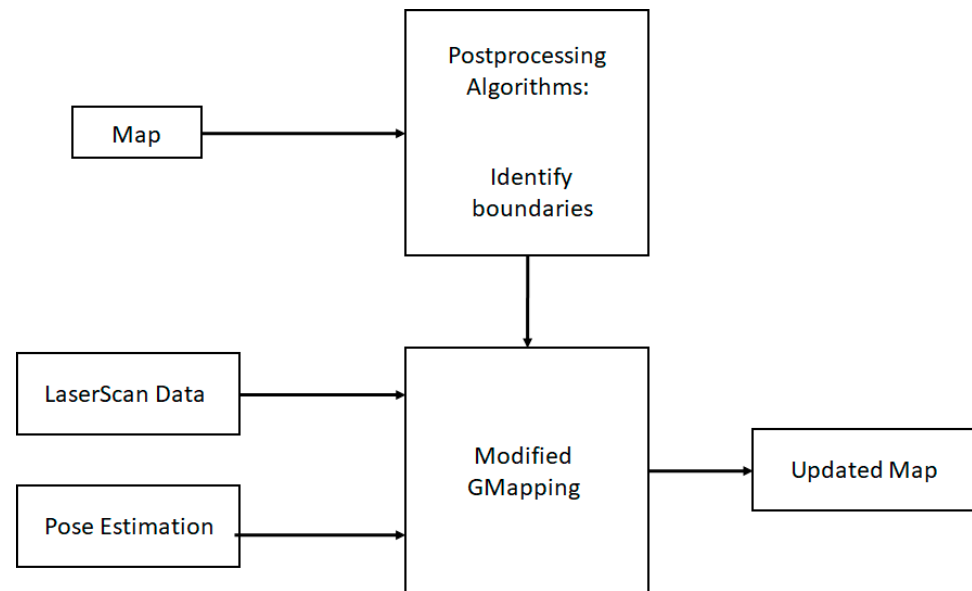 Postprocessing
Algorithms:
Map
Identify
boundaries
LaserScan Data
Modified
GMapping
Updated Map
Pose Estimation